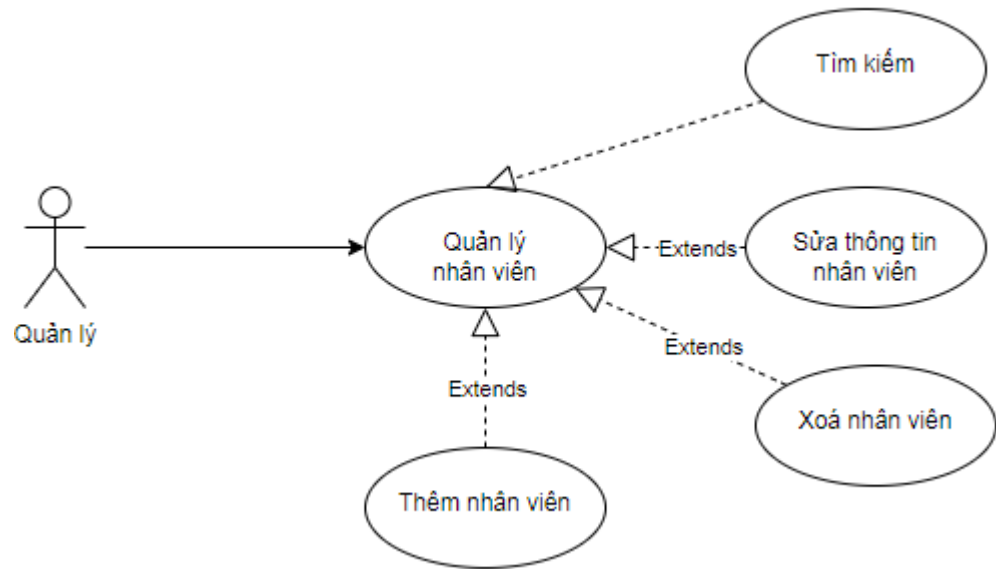 Tìm kiếm
Quản lý
nhân viên
Extends
Sửa thông tin
nhân viên
Quản lý
Extends
Extends
Xoá nhân viên
Thêm nhân viên